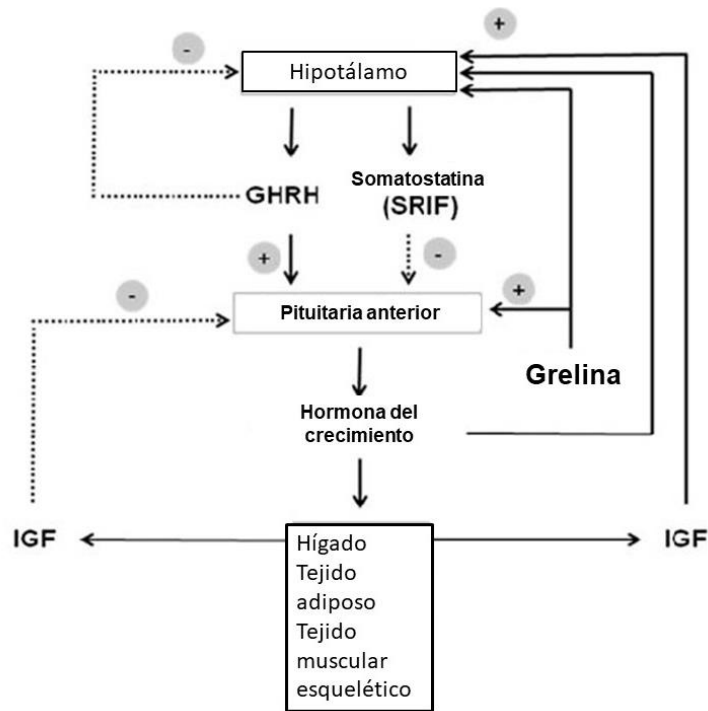 +
-
Hipotálamo
GHRH
Somatostatina
(SRIF)
+
-
-
+
Pituitaria anterior
Grelina
Hormona del
crecimiento
IGF
IGF
Hígado
Tejido
adiposo
Tejido
muscular
esquelético